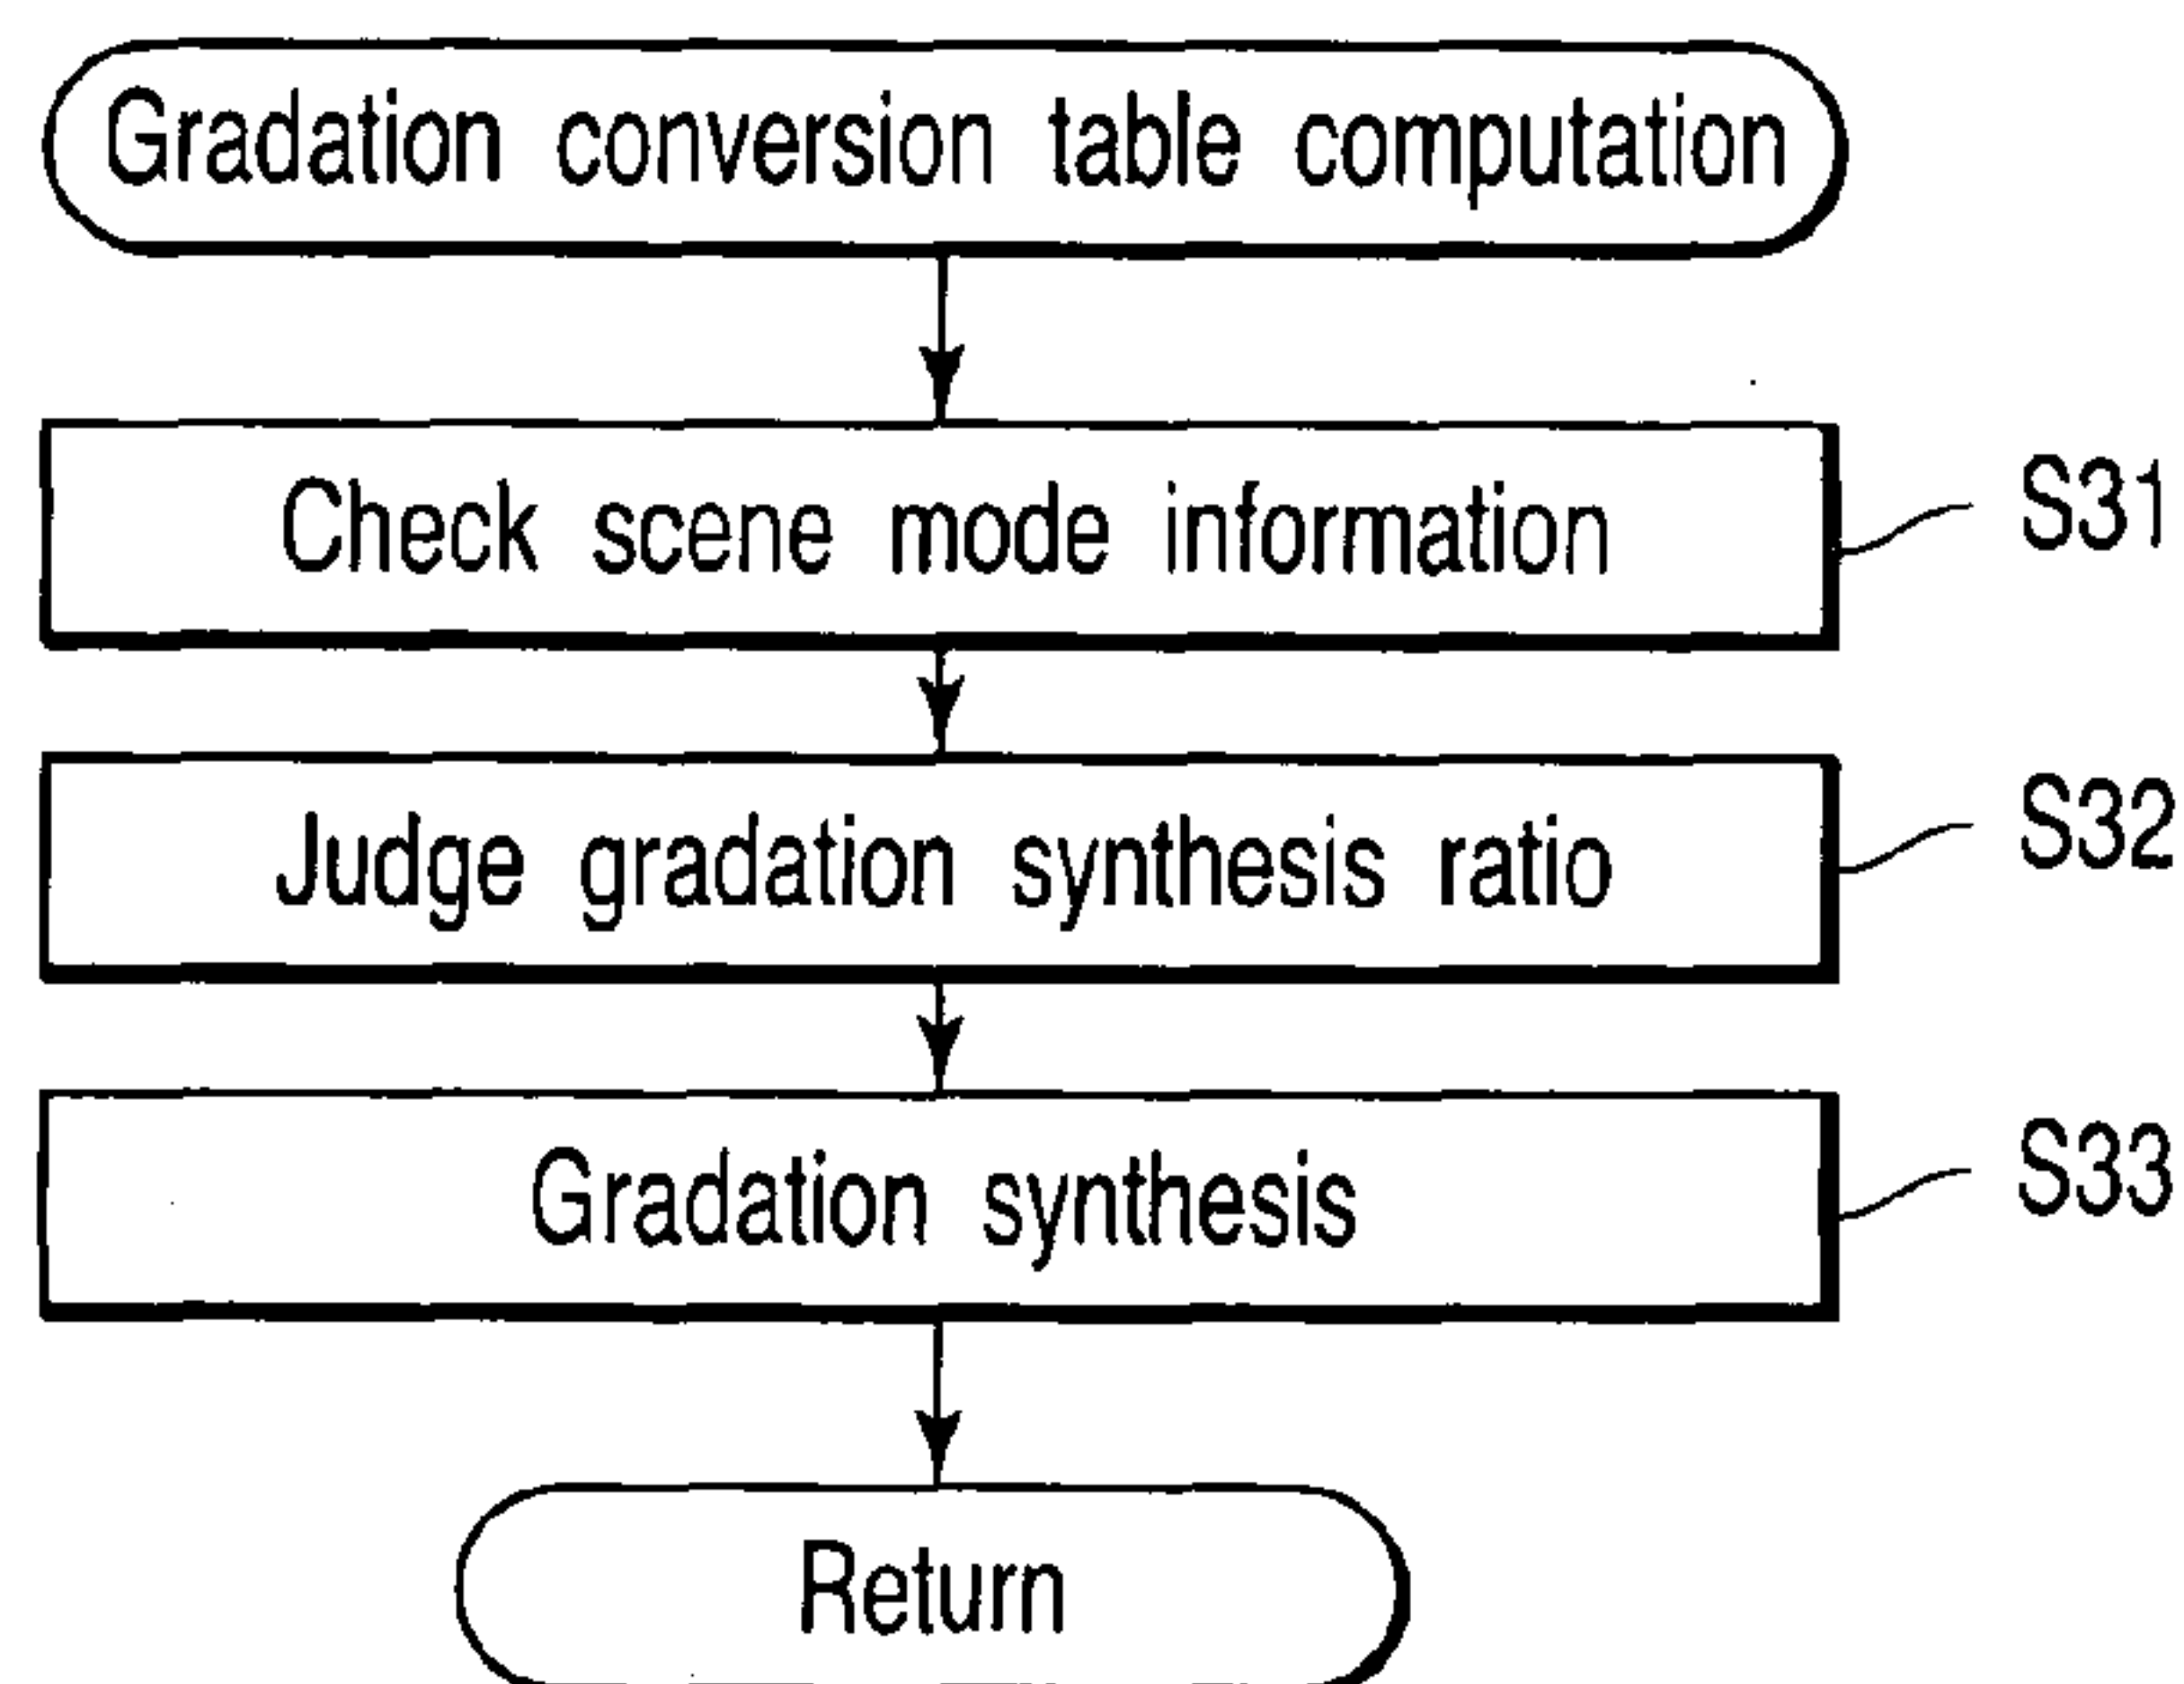 Gradation conversion table computation
Check scene mode information
S31
Judge gradation synthesis ratio
S32
Gradation synthesis
S33
Return